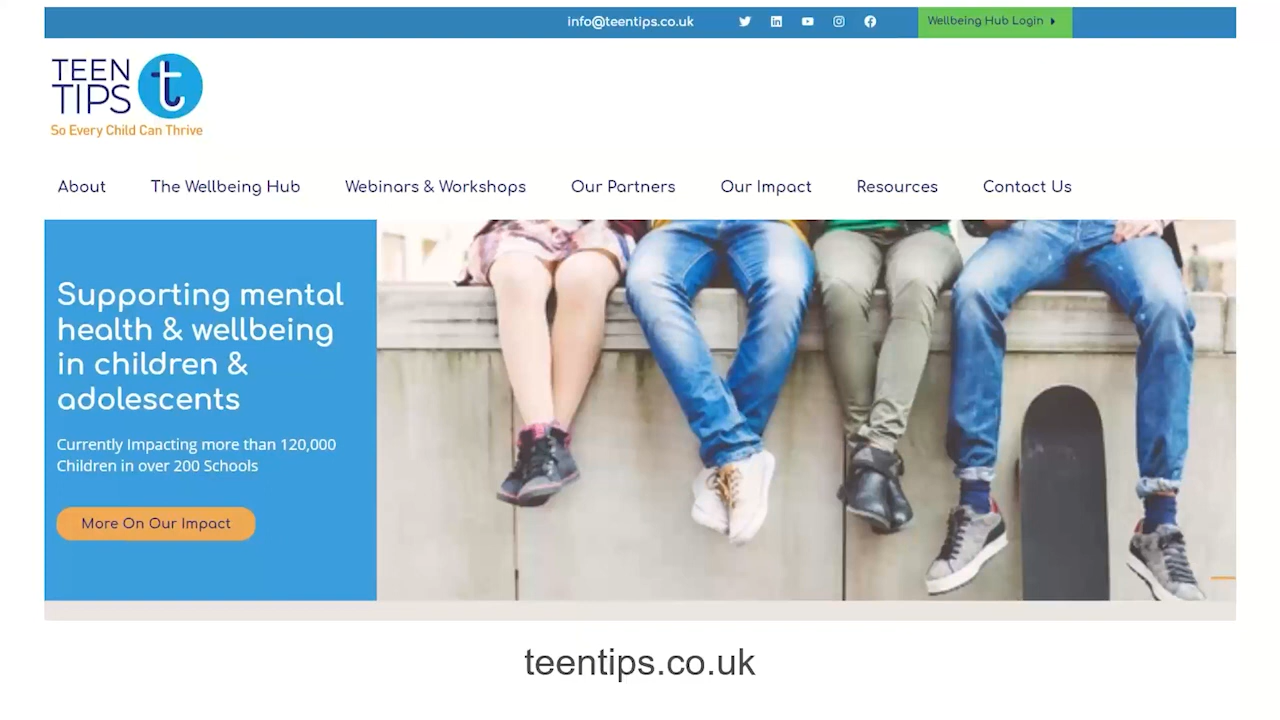 info@teentips.co.uk
Wellbeing Hub Login
TEEN
TIPS
t
So Every Child Can Thrive
About
The Wellbeing Hub
Webinars & Workshops
Our Partners
Our Impact
Resources
Contact Us
Supporting mental
health & wellbeing
in children &
adolescents
Currently Impacting more than 120,000
Children in over 200 Schools
More On Our Impact
teentips.co.uk